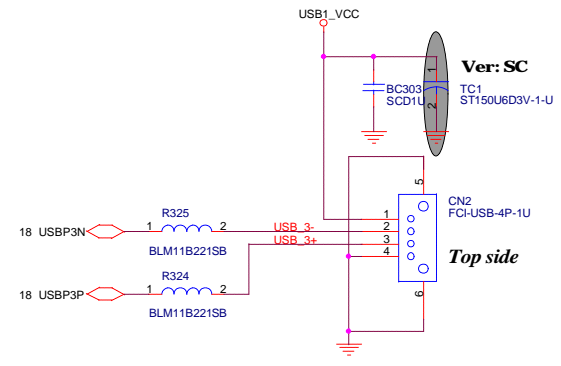 USB1_VCC
Ver: SC
1
BC303
SCD1U
TC1
ST150U6D3V-1-U
2
5
CN2
FCI-USB-4P-1U
R325
1
18 USBP3N
1
2
USB_3-
2
BLM11B221SB
USB_3+
3
4
Top side
R324
18 USBP3P
1
2
6
BLM11B221SB